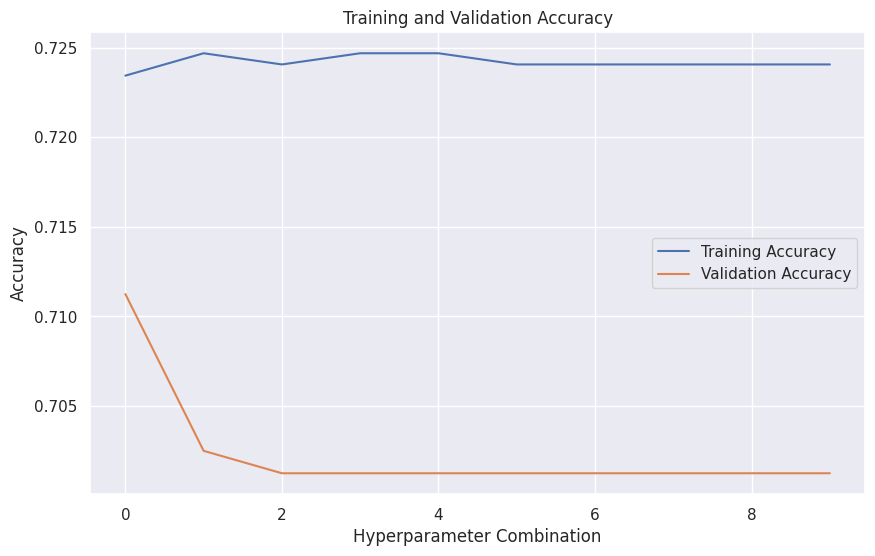 Training and Validation Accuracy
0.725
0.720
0.715
0.710
0.705
Accuracy
Training Accuracy
Validation Accuracy
0 2 4 6 8
Hyperparameter Combination